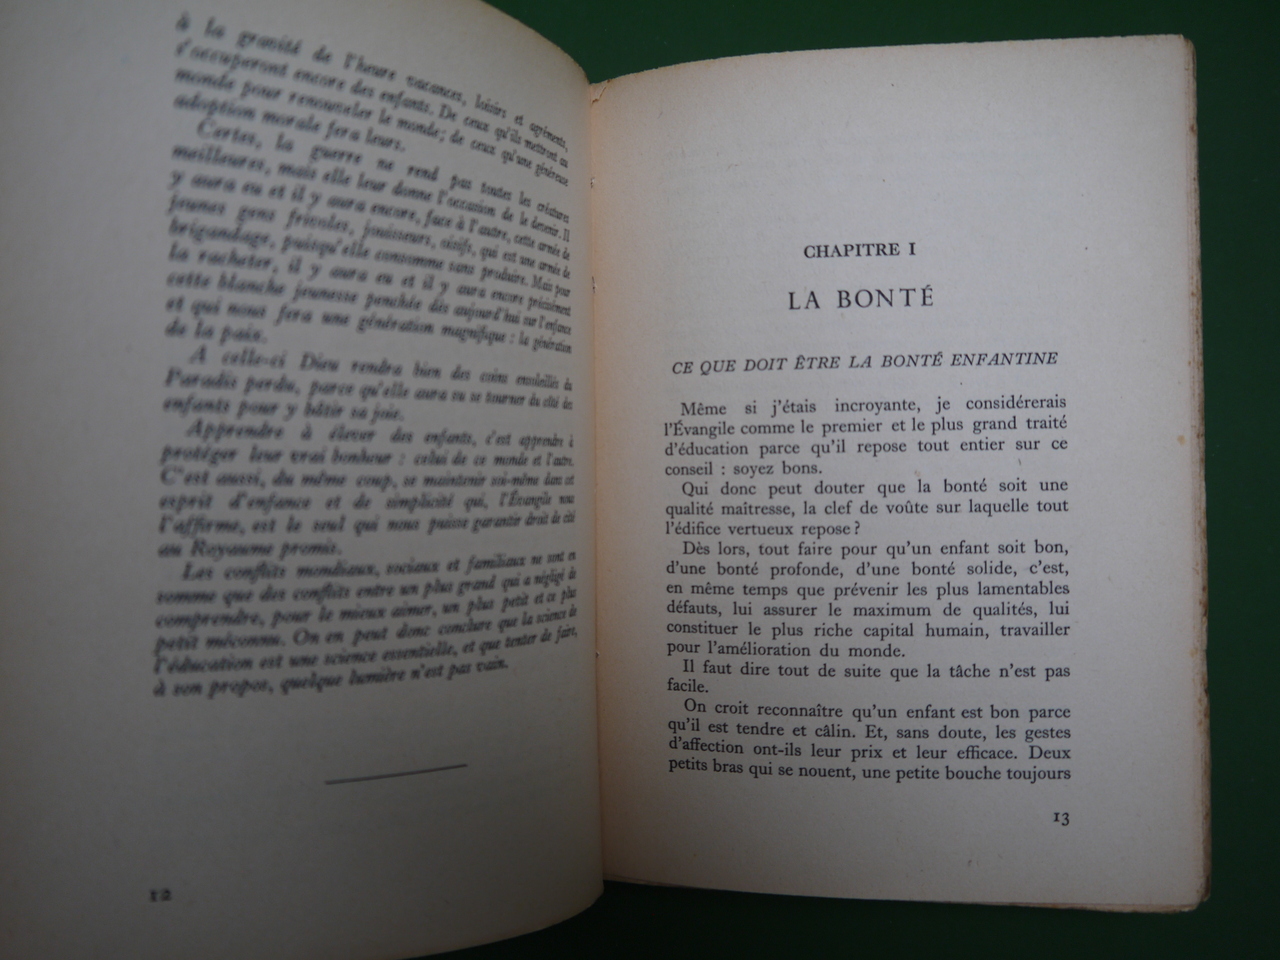 à la gravité de l'heure vacances, loisirs et agréments,
s'occuperont encore des enfants. De ceux qu'ils mettront au
monde pour renouveler le monde; de ceux qu'une généreuse
adoption morale fera leurs.
Certes, la guerre ne rend pas toutes les créatures
meilleures, mais elle leur donne l'occasion de le devenir. Il
y aura eu et il y aura encore, face à l'autre, cette armée de
jeunes gens frivoles, jouisseurs, oisifs, qui est une armée de
brigandage, puisqu'elle consomme sans produire. Mais pour
la racheter, il y aura eu et il y aura encore précisément
cette blanche jeunesse penchée dès aujourd'hui sur l'enfance
et qui nous fera une génération magnifique : la génération
de la paix.
A celle-ci Dieu rendra bien des coins ensoleillés du
Paradis perdu, parce qu'elle aura su se tourner du côté des
enfants pour y bâtir sa joie.
Apprendre à élever des enfants, c'est apprendre à
protéger leur vrai bonheur : celui de ce monde et l'autre.
C'est aussi, du même coup, se maintenir soi-même dans cet
esprit d'enfance et de simplicité qui, l'Évangile nous
l'affirme, est le seul qui nous puisse garantir droit de cité
au Royaume promis.
Les conflits mondiaux, sociaux et familiaux ne sont en
somme que des conflits entre un plus grand qui a négligé de
comprendre, pour le mieux aimer, un plus petit et ce plus
petit méconnu. On en peut donc conclure que la science de
l'éducation est une science essentielle, et que tenter de faire,
à son propos, quelque lumière n'est pas vain.
12
CHAPITRE I
LA BONTÉ
CE QUE DOIT ÊTRE LA BONTÉ ENFANTINE
Même si j'étais incroyante, je considérerais
l'Évangile comme le premier et le plus grand traité
d'éducation parce qu'il repose tout entier sur ce
conseil : soyez bons.
Qui donc peut douter que la bonté soit une
qualité maîtresse, la clef de voûte sur laquelle tout
l'édifice vertueux repose ?
Dès lors, tout faire pour qu'un enfant soit bon,
d'une bonté profonde, d'une bonté solide, c'est,
en même temps que prévenir les plus lamentables
défauts, lui assurer le maximum de qualités, lui
constituer le plus riche capital humain, travailler
pour l'amélioration du monde.
Il faut dire tout de suite que la tâche n'est pas
facile.
On croit reconnaître qu'un enfant est bon parce
qu'il est tendre et câlin. Et, sans doute, les gestes
d'affection ont-ils leur prix et leur efficace. Deux
petits bras qui se nouent, une petite bouche toujours
13